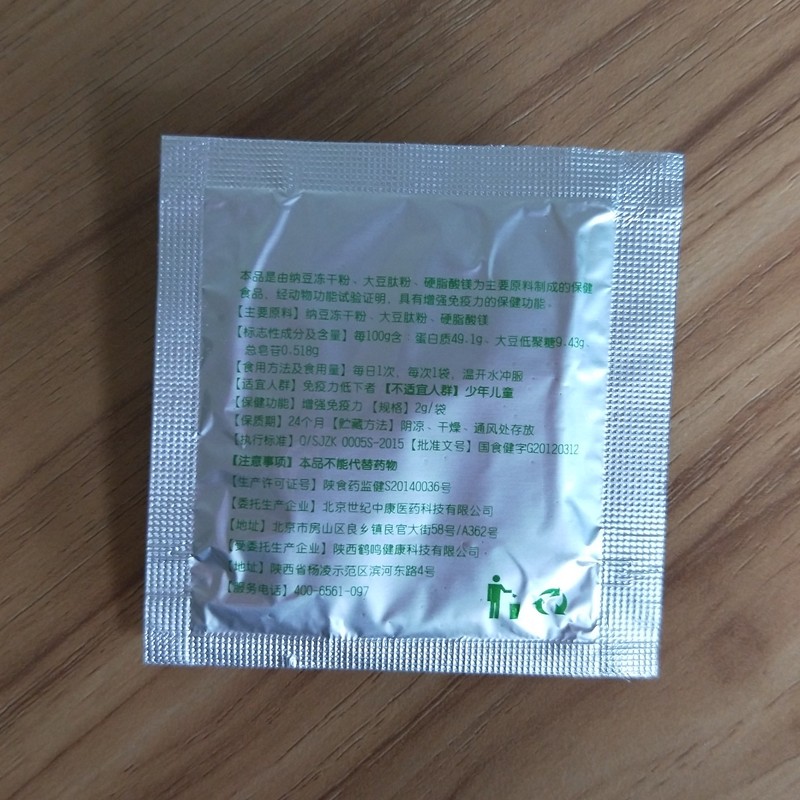 本品是由纳豆冻干粉、大豆肽粉、硬脂酸镁为主要原料制成的保健
食品，经动物功能试验证明，具有增强免疫力的保健功能。
【主要原料】纳豆冻干粉、大豆肽粉、硬脂酸镁
【标志性成分及含量】每100g含：蛋白质49.1g、大豆低聚糖9.43g、
总皂苷0.518g
【食用方法及食用量】每日1次，每次1袋，温开水冲服
【适宜人群】免疫力低下者【不适宜人群】少年儿童
【保健功能】增强免疫力【规格】2g/袋
【保质期】24个月【贮藏方法】阴凉、干燥、通风处存放
【执行标准】Q/SJZK 0005S-2015【批准文号】国食健字G20120312
【注意事项】本品不能代替药物
【生产许可证号】陕食药监健S20140036号
【委托生产企业】北京世纪中康医药科技有限公司
【地址】北京市房山区良乡镇良官大街58号/A362号
【受委托生产企业】陕西鹤鸣健康科技有限公司
【地址】陕西省杨凌示范区滨河东路4号
【服务电话】400-6561-097